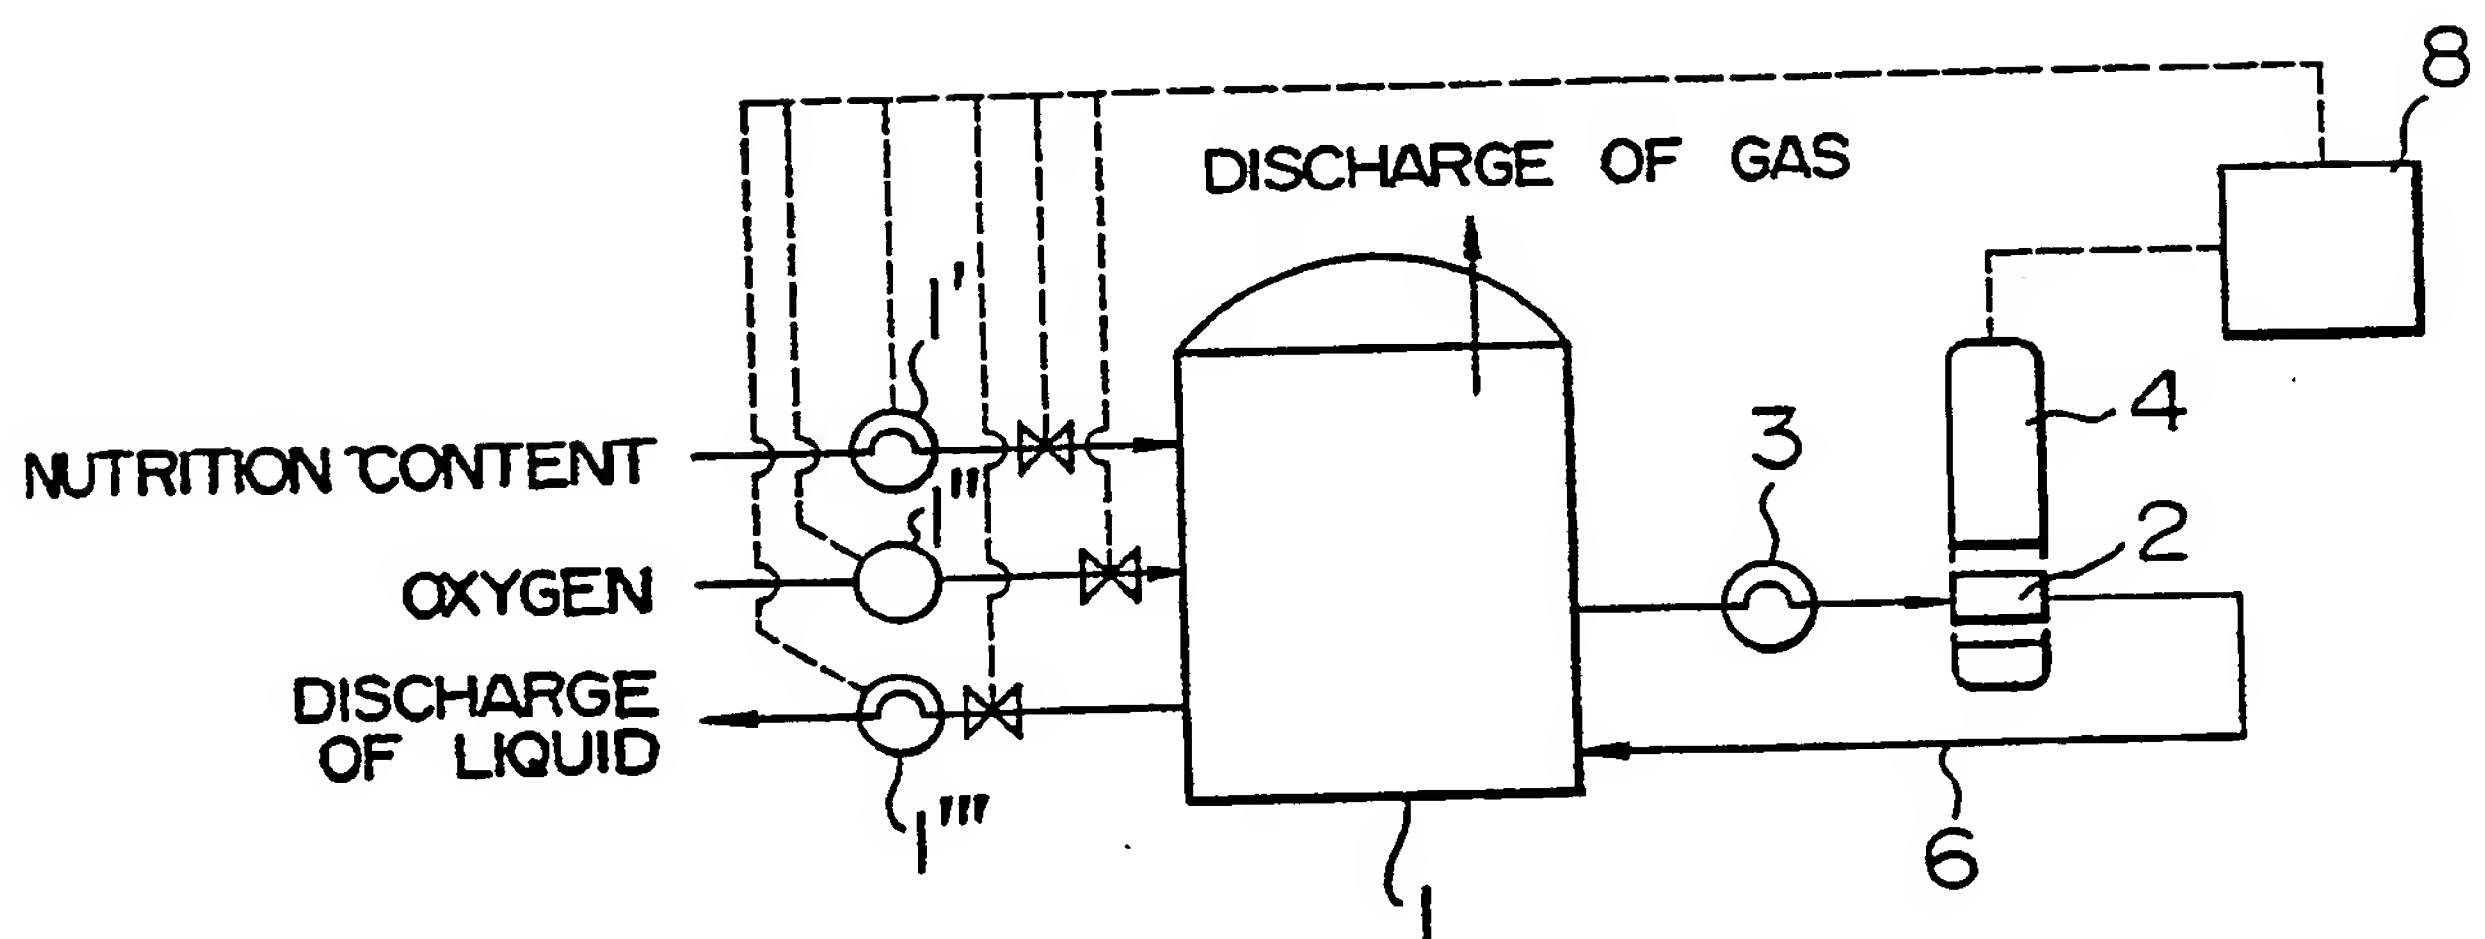 8
DISCHARGE OF GAS
1'
4
3
NUTRITION CONTENT
1"
2
OXYGEN
DISCHARGE
OF LIQUID
1'''
6
1